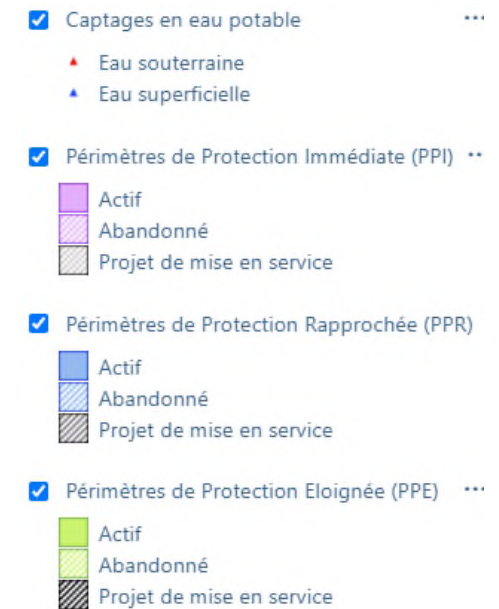 Captages en eau potable ...
Eau souterraine
Eau superficielle
Périmètres de Protection Immédiate (PPI) ..
Actif
Abandonné
Projet de mise en service
Périmètres de Protection Rapprochée (PPR)
Actif
Abandonné
Projet de mise en service
Périmètres de Protection Eloignée (PPE) ...
Actif
Abandonné
Projet de mise en service